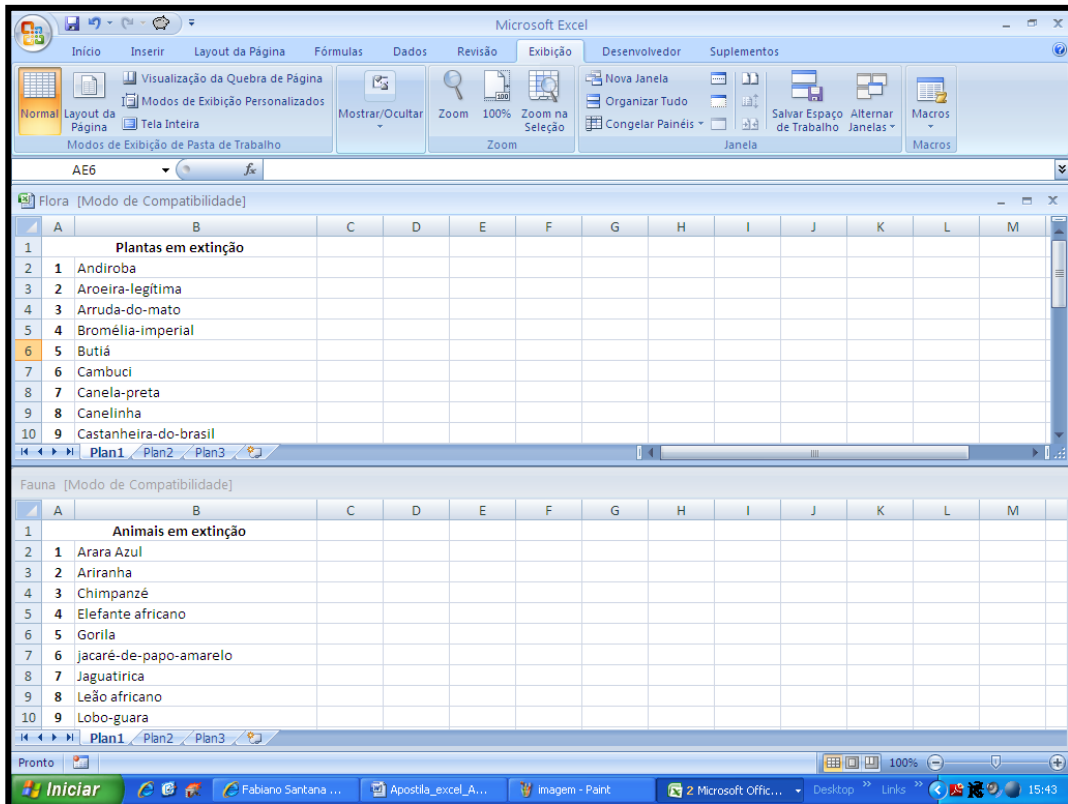 Microsoft Excel
Início Inserir Layout da Página Fórmulas Dados Revisão Exibição Desenvolvedor Suplementos
Normal
Layout da Página
Visualização da Quebra de Página
Modos de Exibição Personalizados
Tela Inteira
Modos de Exibição de Pasta de Trabalho
Mostrar/Ocultar
Zoom
100%
Zoom na Seleção
Zoom
Nova Janela
Organizar Tudo
Congelar Painéis
Salvar Espaço de Trabalho
Alternar Janelas
Janela
Macros
Macros
AE6 fx
Flora [Modo de Compatibilidade]
A B C D E F G H I J K L M
1 Plantas em extinção
2 1 Andiroba
3 2 Aroeira-legítima
4 3 Arruda-do-mato
5 4 Bromélia-imperial
6 5 Butiá
7 6 Cambuci
8 7 Canela-preta
9 8 Canelinha
10 9 Castanheira-do-brasil
Plan1 Plan2 Plan3
Fauna [Modo de Compatibilidade]
A B C D E F G H I J K L M
1 Animais em extinção
2 1 Arara Azul
3 2 Ariranha
4 3 Chimpanzé
5 4 Elefante africano
6 5 Gorila
7 6 jacaré-de-papo-amarelo
8 7 Jaguatirica
9 8 Leão africano
10 9 Lobo-guara
Plan1 Plan2 Plan3
Pronto 100%
Iniciar Fabiano Santana ... Apostila_excel_A... imagem - Paint 2 Microsoft Offic... Desktop Links 15:43